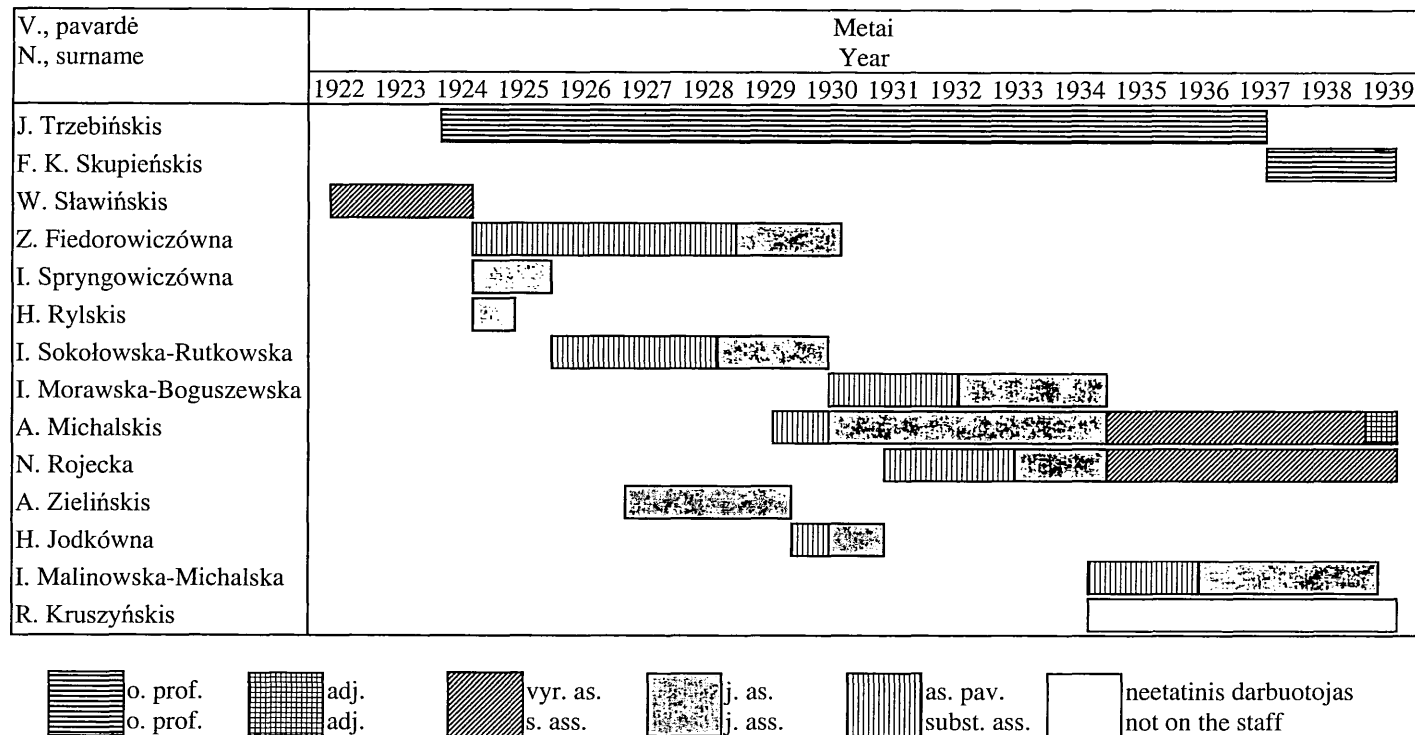 V., pavardė
N., surname
Metai
Year
1922 1923 1924 1925 1926 1927 1928 1929 1930 1931 1932 1933 1934 1935 1936 1937 1938 1939
J. Trzebińskis
F. K. Skupieńskis
W. Sławińskis
Z. Fiedorowiczówna
I. Spryngowiczówna
H. Rylskis
I. Sokołowska-Rutkowska
I. Morawska-Boguszewska
A. Michalskis
N. Rojecka
A. Zielińskis
H. Jodkówna
I. Malinowska-Michalska
R. Kruszyńskis
o. prof. adj. vyr. as. j. as. as. pav. neetatinis darbuotojas
o. prof. adj. s. ass. j. ass. subst. ass. not on the staff